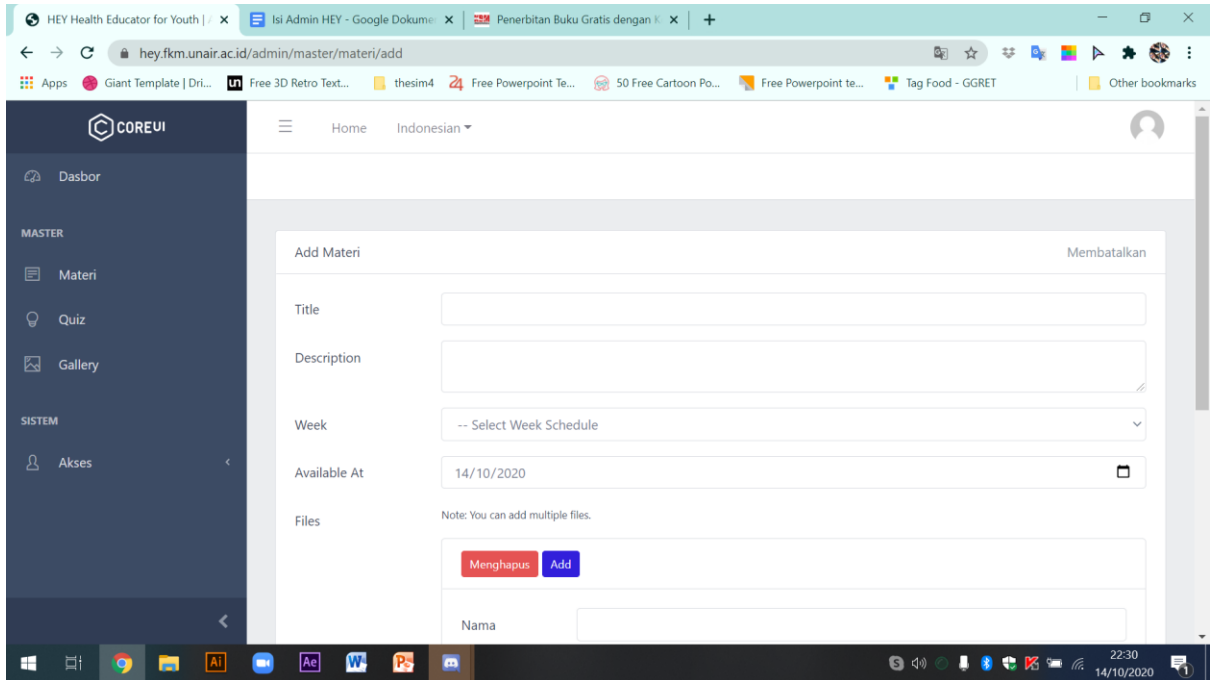 HEY Health Educator for Youth | /
Isi Admin HEY - Google Dokume
Penerbitan Buku Gratis dengan K
hey.fkm.unair.ac.id/admin/master/materi/add
Apps
Giant Template | Dri...
un
Free 3D Retro Text...
thesim4
Free Powerpoint Te...
50 Free Cartoon Po...
Free Powerpoint te...
Tag Food - GGRET
Other bookmarks
COREUI
Home
Indonesian
Dasbor
MASTER
Materi
Quiz
Gallery
SISTEM
Akses
Add Materi
Membatalkan
Title
Description
Week
-- Select Week Schedule
Available At
14/10/2020
Files
Note: You can add multiple files.
Menghapus
Add
Nama
Ai
Ae
22:30
14/10/2020
1